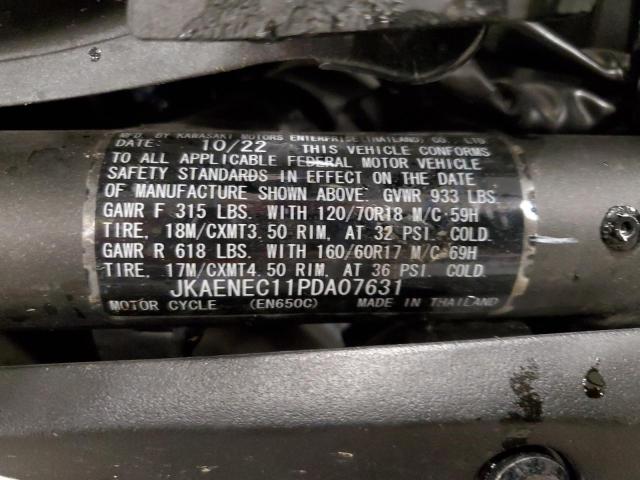 MFD. BY KAWASAKI MOTORS ENTERPRISE (THAILAND) CO., LTD.
DATE: 10/22 THIS VEHICLE CONFORMS
TO ALL APPLICABLE FEDERAL MOTOR VEHICLE
SAFETY STANDARDS IN EFFECT ON THE DATE
OF MANUFACTURE SHOWN ABOVE. GVWR 933 LBS.
GAWR F 315 LBS. WITH 120/70R18 M/C 59H
TIRE, 18M/CXMT3.50 RIM, AT 32 PSI. COLD.
GAWR R 618 LBS. WITH 160/60R17 M/C 69H
TIRE, 17M/CXMT4.50 RIM, AT 36 PSI. COLD.
JKAENEC11PDA07631
MOTOR CYCLE (EN650C) MADE IN THAILAND